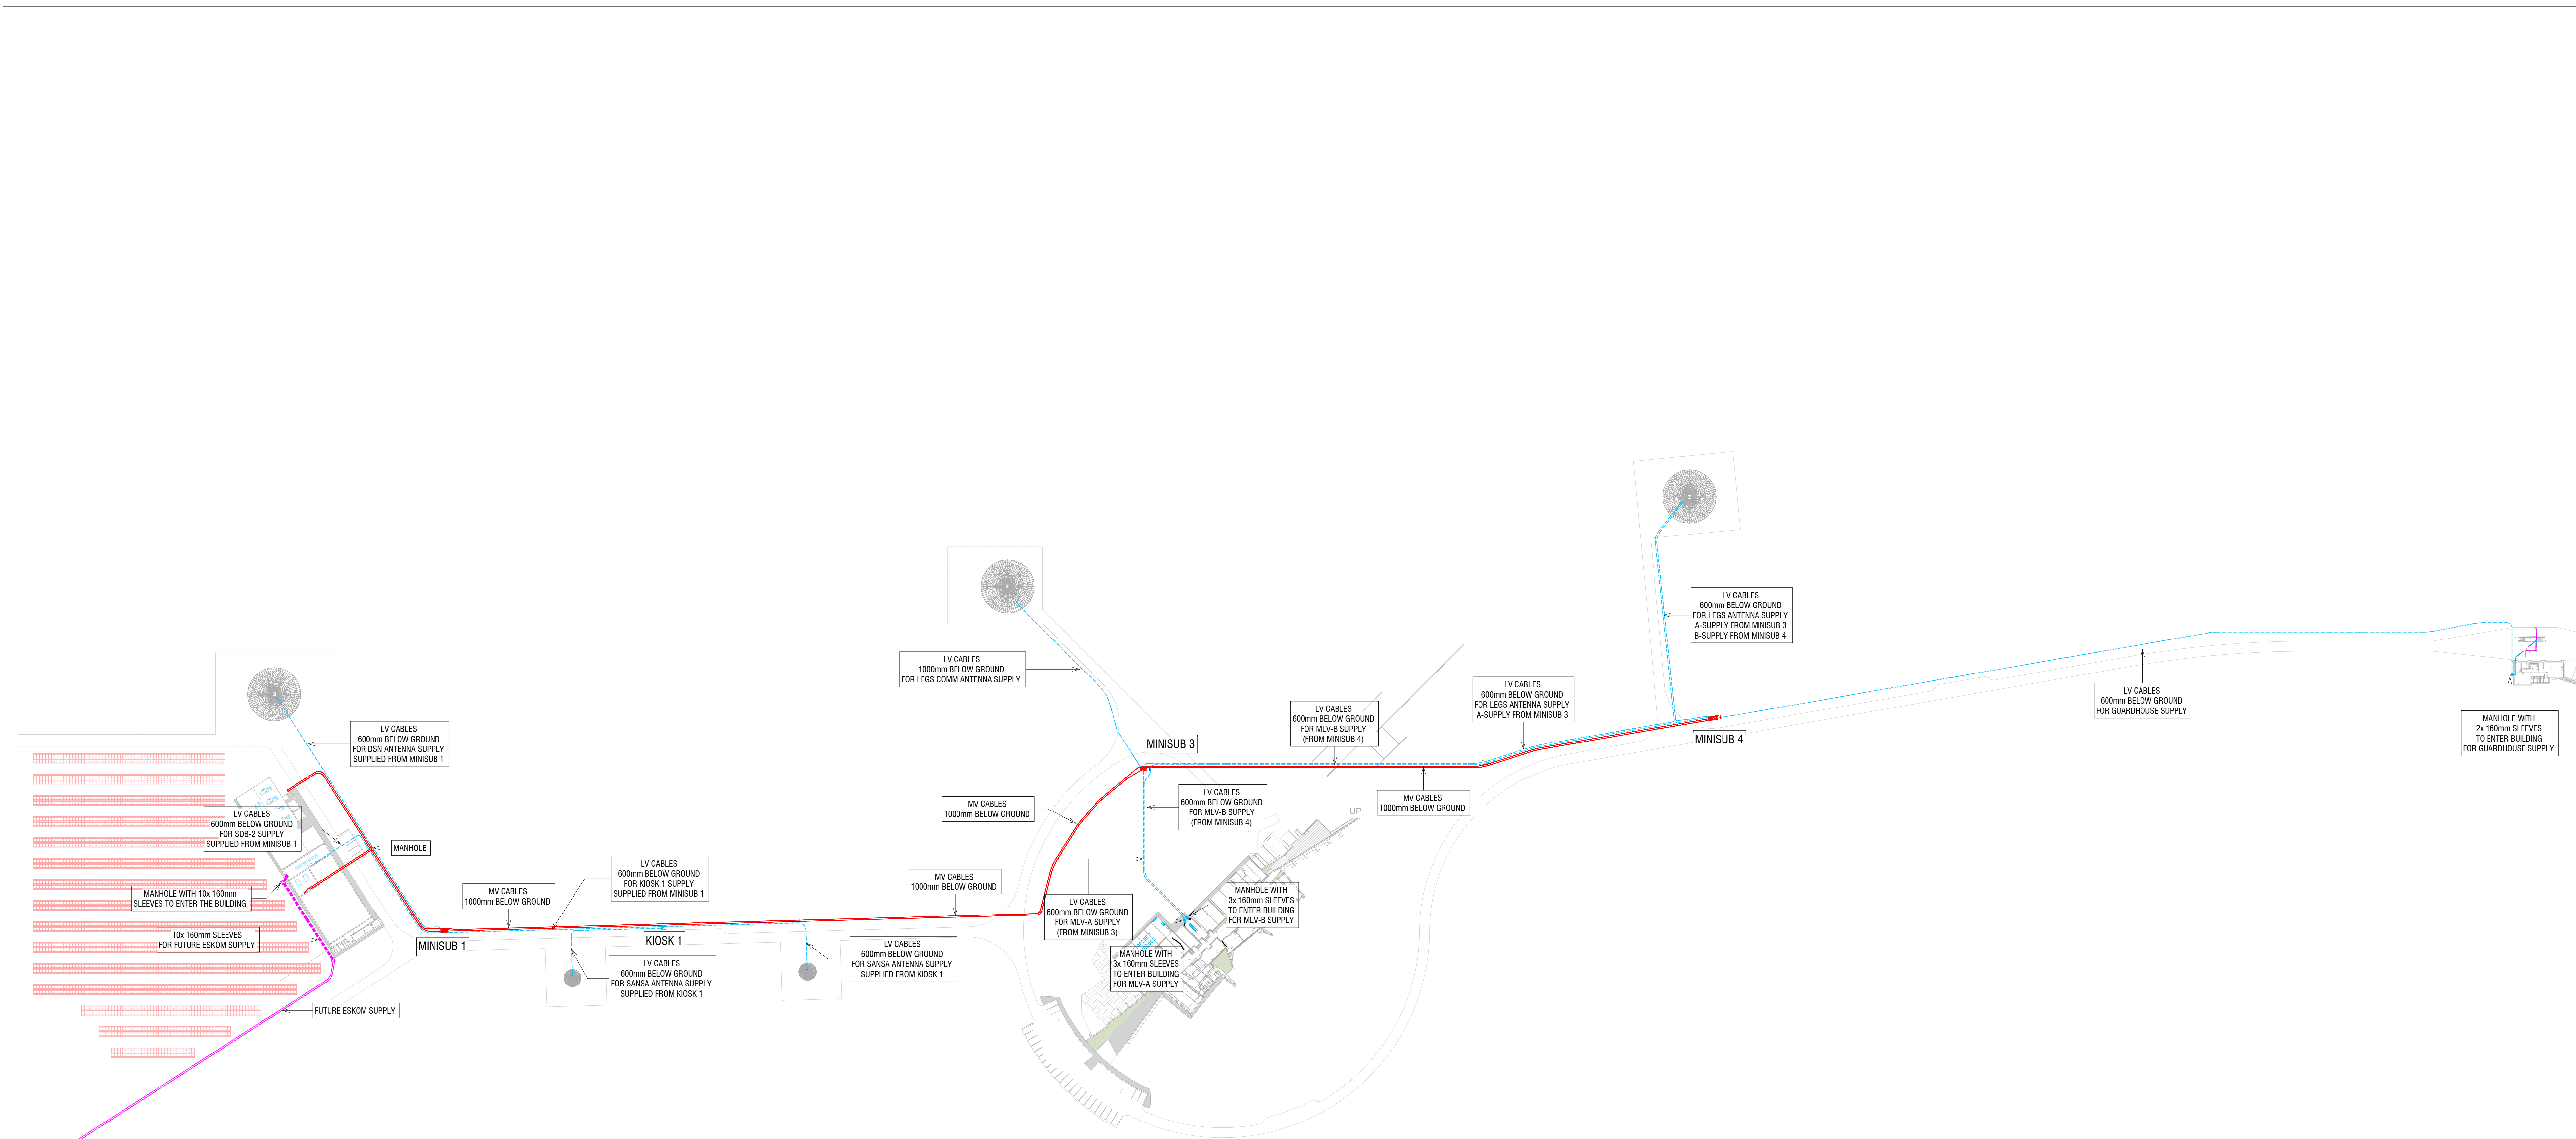 LV CABLES
600mm BELOW GROUND
FOR LEGS ANTENNA SUPPLY
A-SUPPLY FROM MINISUB 3
B-SUPPLY FROM MINISUB 4
LV CABLES
1000mm BELOW GROUND
FOR LEGS COMM ANTENNA SUPPLY
LV CABLES
600mm BELOW GROUND
FOR LEGS ANTENNA SUPPLY
A-SUPPLY FROM MINISUB 3
LV CABLES
600mm BELOW GROUND
FOR GUARDHOUSE SUPPLY
LV CABLES
600mm BELOW GROUND
FOR MLV-B SUPPLY
(FROM MINISUB 4)
MANHOLE WITH
2x 160mm SLEEVES
TO ENTER BUILDING
FOR GUARDHOUSE SUPPLY
LV CABLES
600mm BELOW GROUND
FOR DSN ANTENNA SUPPLY
SUPPLIED FROM MINISUB 1
MINISUB 3
MINISUB 4
LV CABLES
600mm BELOW GROUND
FOR MLV-B SUPPLY
(FROM MINISUB 4)
MV CABLES
1000mm BELOW GROUND
MV CABLES
1000mm BELOW GROUND
UP
LV CABLES
600mm BELOW GROUND
FOR SDB-2 SUPPLY
SUPPLIED FROM MINISUB 1
MANHOLE
LV CABLES
600mm BELOW GROUND
FOR KIOSK 1 SUPPLY
SUPPLIED FROM MINISUB 1
MV CABLES
1000mm BELOW GROUND
MV CABLES
1000mm BELOW GROUND
MANHOLE WITH 10x 160mm
SLEEVES TO ENTER THE BUILDING
LV CABLES
600mm BELOW GROUND
FOR MLV-A SUPPLY
(FROM MINISUB 3)
MANHOLE WITH
3x 160mm SLEEVES
TO ENTER BUILDING
FOR MLV-B SUPPLY
10x 160mm SLEEVES
FOR FUTURE ESKOM SUPPLY
MINISUB 1
KIOSK 1
LV CABLES
600mm BELOW GROUND
FOR SANSA ANTENNA SUPPLY
SUPPLIED FROM KIOSK 1
LV CABLES
600mm BELOW GROUND
FOR SANSA ANTENNA SUPPLY
SUPPLIED FROM KIOSK 1
MANHOLE WITH
3x 160mm SLEEVES
TO ENTER BUILDING
FOR MLV-A SUPPLY
FUTURE ESKOM SUPPLY